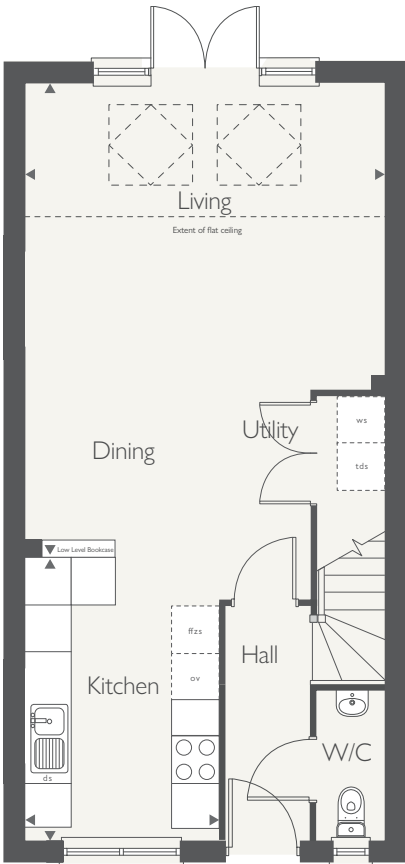 Living
Extent of flat ceiling
ws
Utility
Dining
tds
Low Level Bookcase
ffzs
Hall
ov
Kitchen
W/C
ds